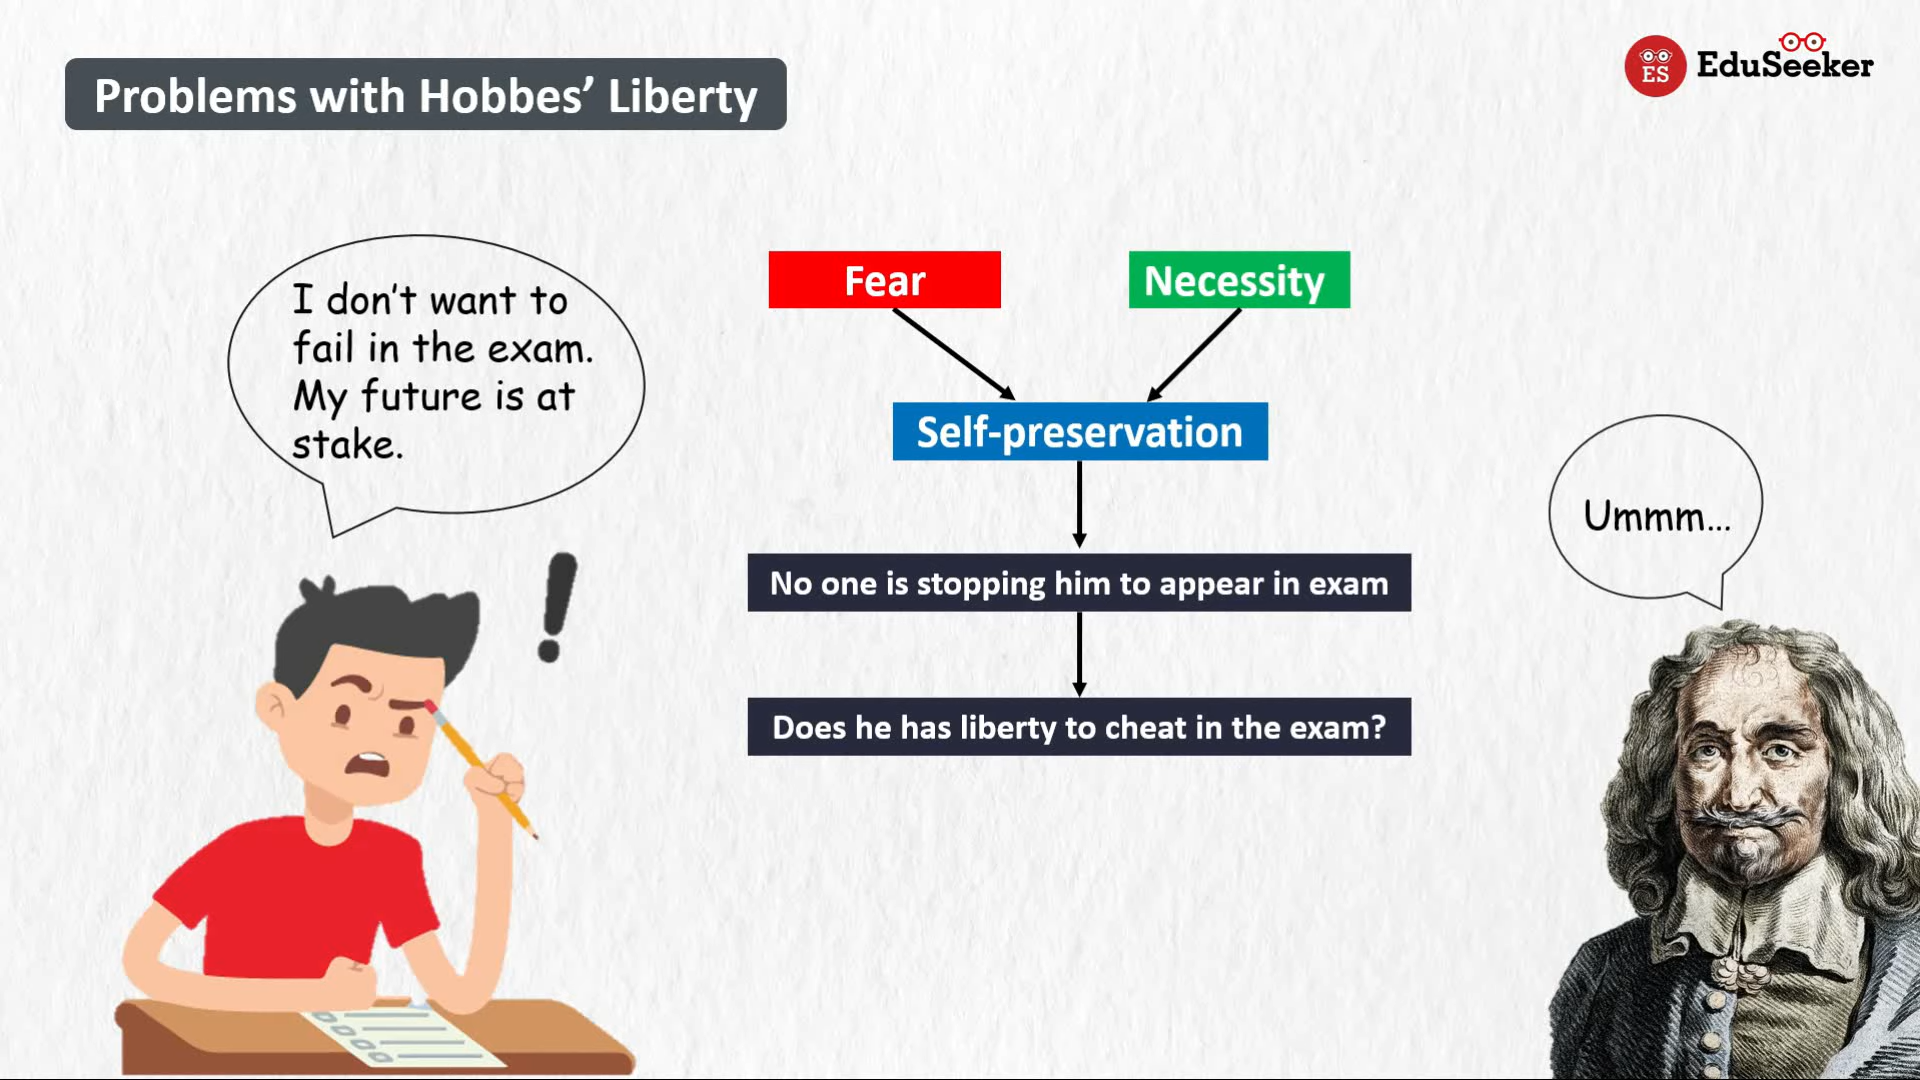 Problems with Hobbes’ Liberty
ES
EduSeeker
I don’t want to
fail in the exam.
My future is at
stake.
Fear
Necessity
Self-preservation
No one is stopping him to appear in exam
Does he has liberty to cheat in the exam?
Ummm...